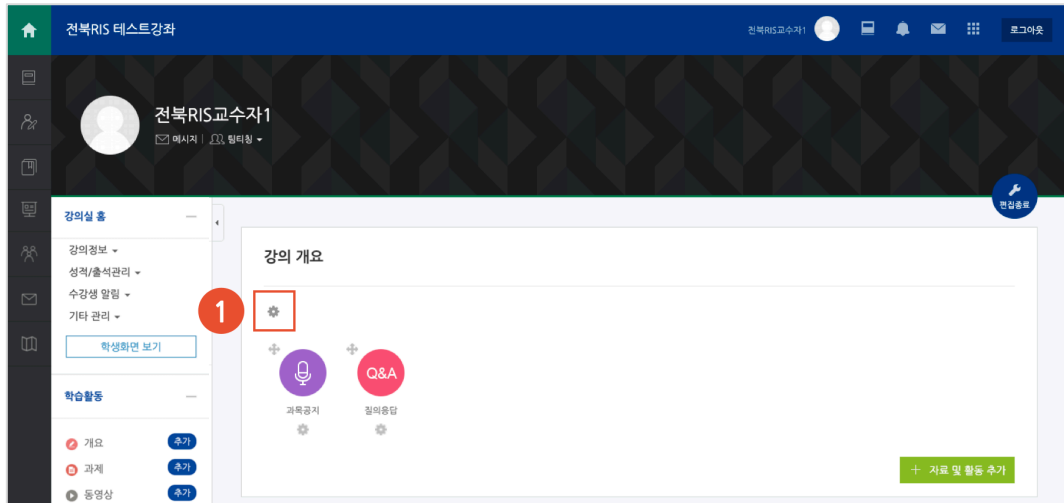 전북RIS 테스트강좌
전북RIS교수자1
로그아웃
전북RIS교수자1
메시지 | 팀티칭
편집종료
강의실 홈
강의정보
성적/출석관리
수강생 알림
기타 관리
학생화면 보기
학습활동
개요 추가
과제 추가
동영상 추가
강의 개요
1
Q&A
과목공지 질의응답
+ 자료 및 활동 추가